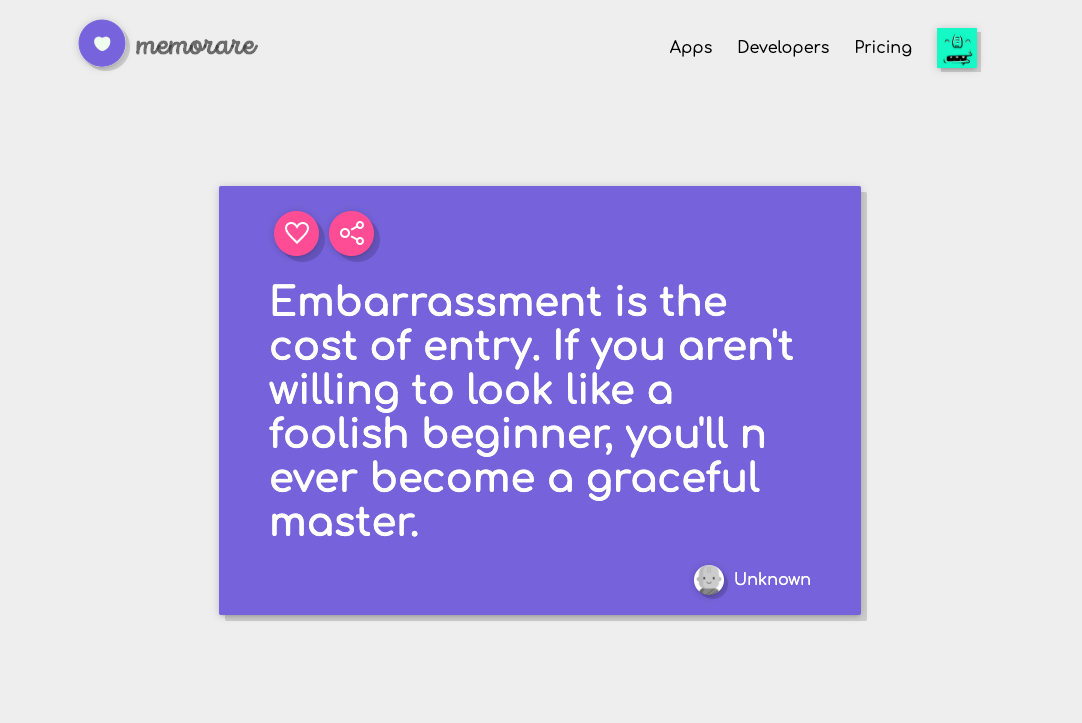 memorare
Apps Developers Pricing
Embarrassment is the
cost of entry. If you aren't
willing to look like a
foolish beginner, you'll n
ever become a graceful
master.
Unknown